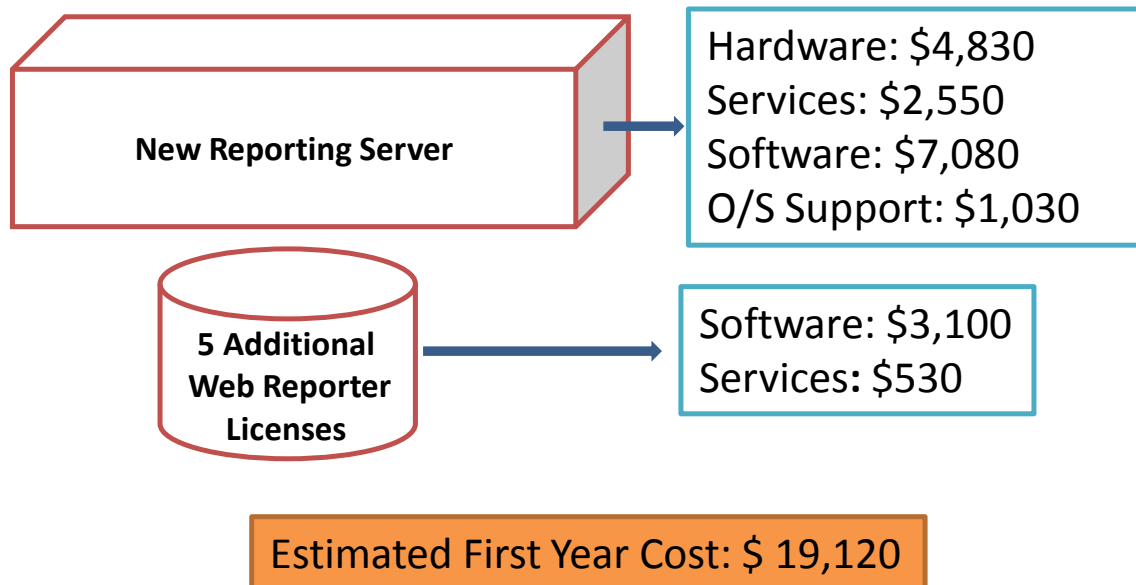 New Reporting Server
Hardware: $4,830
Services: $2,550
Software: $7,080
O/S Support: $1,030
5 Additional
Web Reporter
Licenses
Software: $3,100
Services: $530
Estimated First Year Cost: $ 19,120